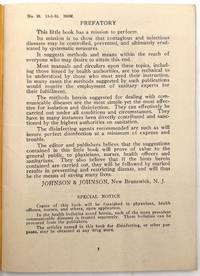 No. 10. 11-1-31. 200M.
PREFATORY
This little book has a mission to perform.
Its mission is to show that contagious and infectious
diseases may be controlled, prevented, and ultimately eradi-
cated by systematic measures.
It suggests methods and means within the reach of
everyone who may desire to attain this end.
Most manuals and circulars upon these topics, includ-
ing those issued by health authorities, are too technical to
be understood by those who most need their instruction.
In many cases the methods suggested by such publications
would require the employment of sanitary experts for
their fulfillment.
The methods herein suggested for dealing with com-
municable diseases are the most simple yet the most effec-
tive for isolation and disinfection. They can effectively be
carried out under all conditions and circumstances. They
have in many instances been directly contributed and sanc-
tioned by the highest authorities on sanitation.
The disinfecting agents recommended are such as will
secure perfect disinfection at a minimum of expense and
trouble.
The editor and publishers believe that the suggestions
contained in this little book will prove of value to the
general public, to physicians, nurses, health officers and
sanitarians. They also believe that if the hints herein
contained are carried out, they will be followed by marked
results in preventing and restricting disease, and will thus
be the means of saving many lives.
JOHNSON & JOHNSON, New Brunswick, N. J.
SPECIAL NOTICE
Copies of this book will be furnished to physicians, health
officers, nurses, and others, upon application.
In the health bulletins issued herein, each of the more prevalent
communicable diseases is treated separately. These bulletins can be
procured from the publishers.
The articles named in this book for disinfecting, or other pur-
pose, may be obtained at any drug store.